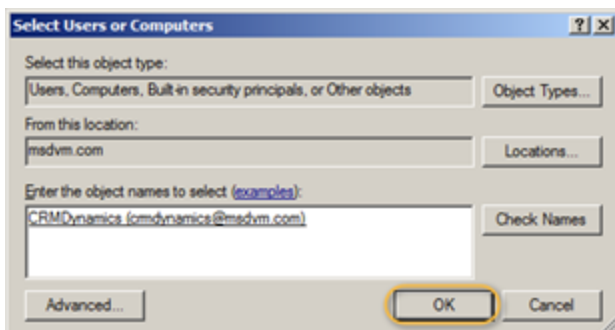 Select Users or Computers
Select this object type:
Users, Computers, Built-in security principals, or Other objects
Object Types...
From this location:
msdvm.com
Locations...
Enter the object names to select (examples):
CRMDynamics (crmdynamics@msdvm.com)
Check Names
Advanced...
OK
Cancel